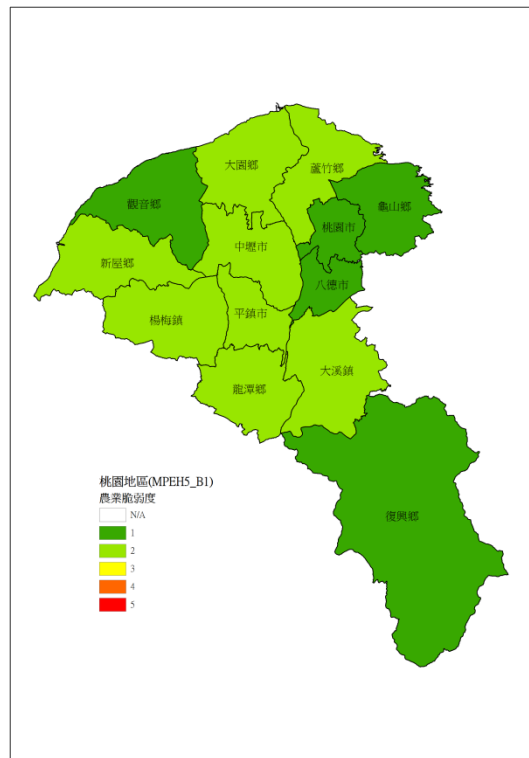 大園鄉
蘆竹鄉
觀音鄉
龜山鄉
桃園市
中壢市
新屋鄉
八德市
楊梅鎮
平鎮市
大溪鎮
龍潭鄉
復興鄉
桃園地區(MPEH5_B1)
農業脆弱度
N/A
1
2
3
4
5